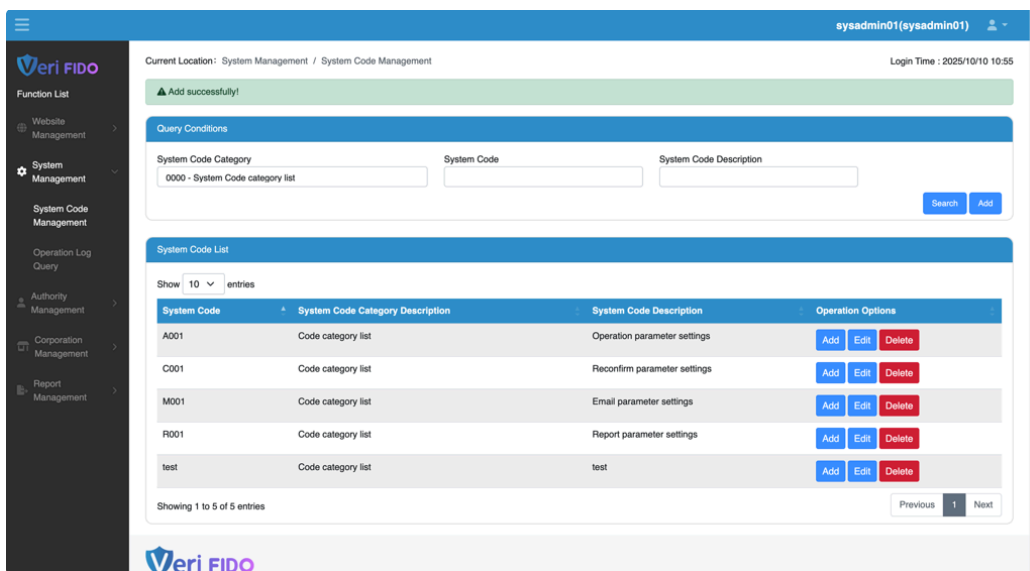 sysadmin01(sysadmin01)
Veri FIDO
Function List
Website
Management
System
Management
System Code
Management
Operation Log
Query
Authority
Management
Corporation
Management
Report
Management
Current Location： System Management / System Code Management
Login Time : 2025/10/10 10:55
Add successfully!
Query Conditions
System Code Category System Code System Code Description
0000 - System Code category list
Search Add
System Code List
Show 10 entries
System Code System Code Category Description System Code Description Operation Options
A001 Code category list Operation parameter settings Add Edit Delete
C001 Code category list Reconfirm parameter settings Add Edit Delete
M001 Code category list Email parameter settings Add Edit Delete
R001 Code category list Report parameter settings Add Edit Delete
test Code category list test Add Edit Delete
Showing 1 to 5 of 5 entries
Previous 1 Next
Veri FIDO